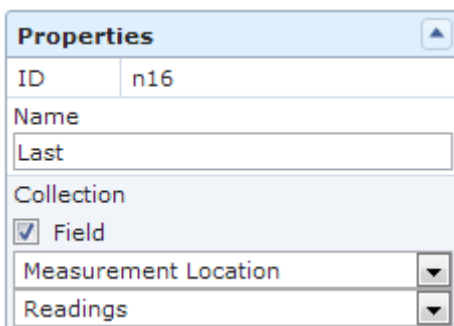 Properties
ID n16
Name
Last
Collection
Field
Measurement Location
Readings